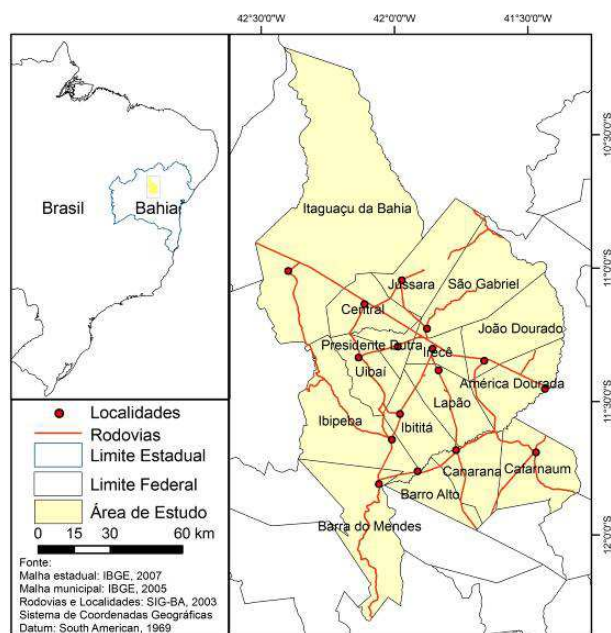 42°30'0"W 42°0'0"W 41°30'0"W
10°30'0"S
11°0'0"S
11°30'0"S
12°0'0"S
Brasil
Bahia
Itaguaçu da Bahia
Jussara
São Gabriel
Central
João Dourado
Presidente Dutra
Irecê
Uibaí
América Dourada
Lapão
Ibipeba
Ibititá
Canarana
Cafarnaum
Barro Alto
Barra do Mendes
Localidades
Rodovias
Limite Estadual
Limite Federal
Área de Estudo
0 15 30 60 km
Fonte:
Malha estadual: IBGE, 2007
Malha municipal: IBGE, 2005
Rodovias e Localidades: SIG-BA, 2003
Sistema de Coordenadas Geográficas
Datum: South American, 1969